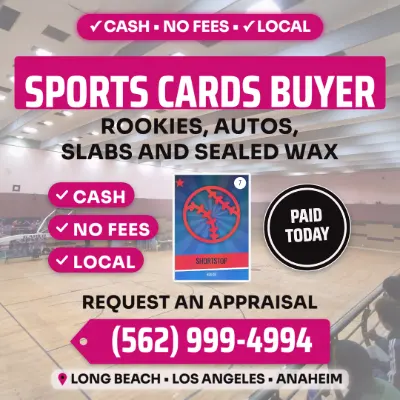 ✓ CASH ▪ NO FEES ▪ ✓ LOCAL
SPORTS CARDS BUYER
ROOKIES, AUTOS,
SLABS AND SEALED WAX
✓ CASH
✓ NO FEES
✓ LOCAL
7
SHORTSTOP
PAID
TODAY
REQUEST AN APPRAISAL
(562) 999-4994
LONG BEACH ▪ LOS ANGELES ▪ ANAHEIM